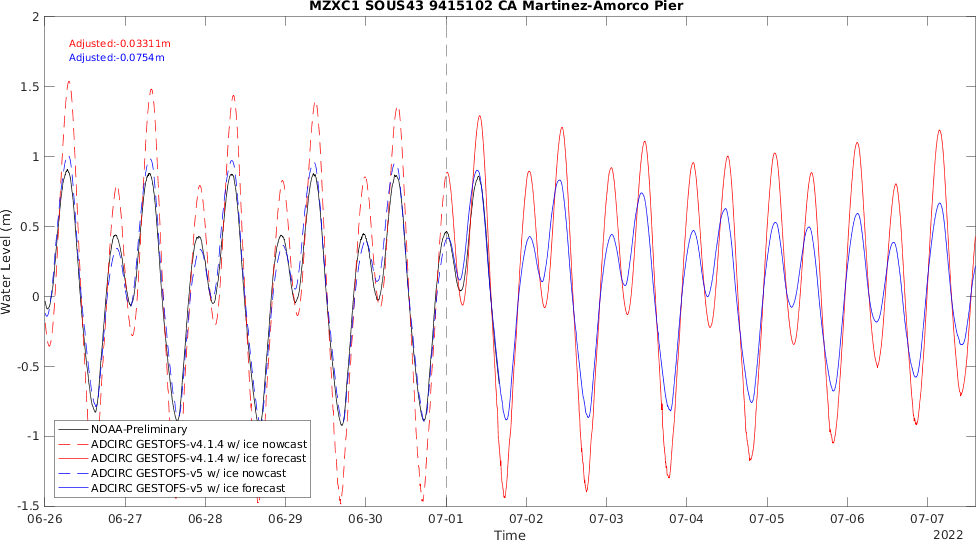 MZXC1 SOUS43 9415102 CA Martinez-Amorco Pier
Adjusted:-0.03311m
Adjusted:-0.0754m
Water Level (m)
2
1.5
1
0.5
0
-0.5
-1
-1.5
NOAA-Preliminary
ADCIRC GESTOFS-v4.1.4 w/ ice nowcast
ADCIRC GESTOFS-v4.1.4 w/ ice forecast
ADCIRC GESTOFS-v5 w/ ice nowcast
ADCIRC GESTOFS-v5 w/ ice forecast
06-26 06-27 06-28 06-29 06-30 07-01 07-02 07-03 07-04 07-05 07-06 07-07
Time
2022